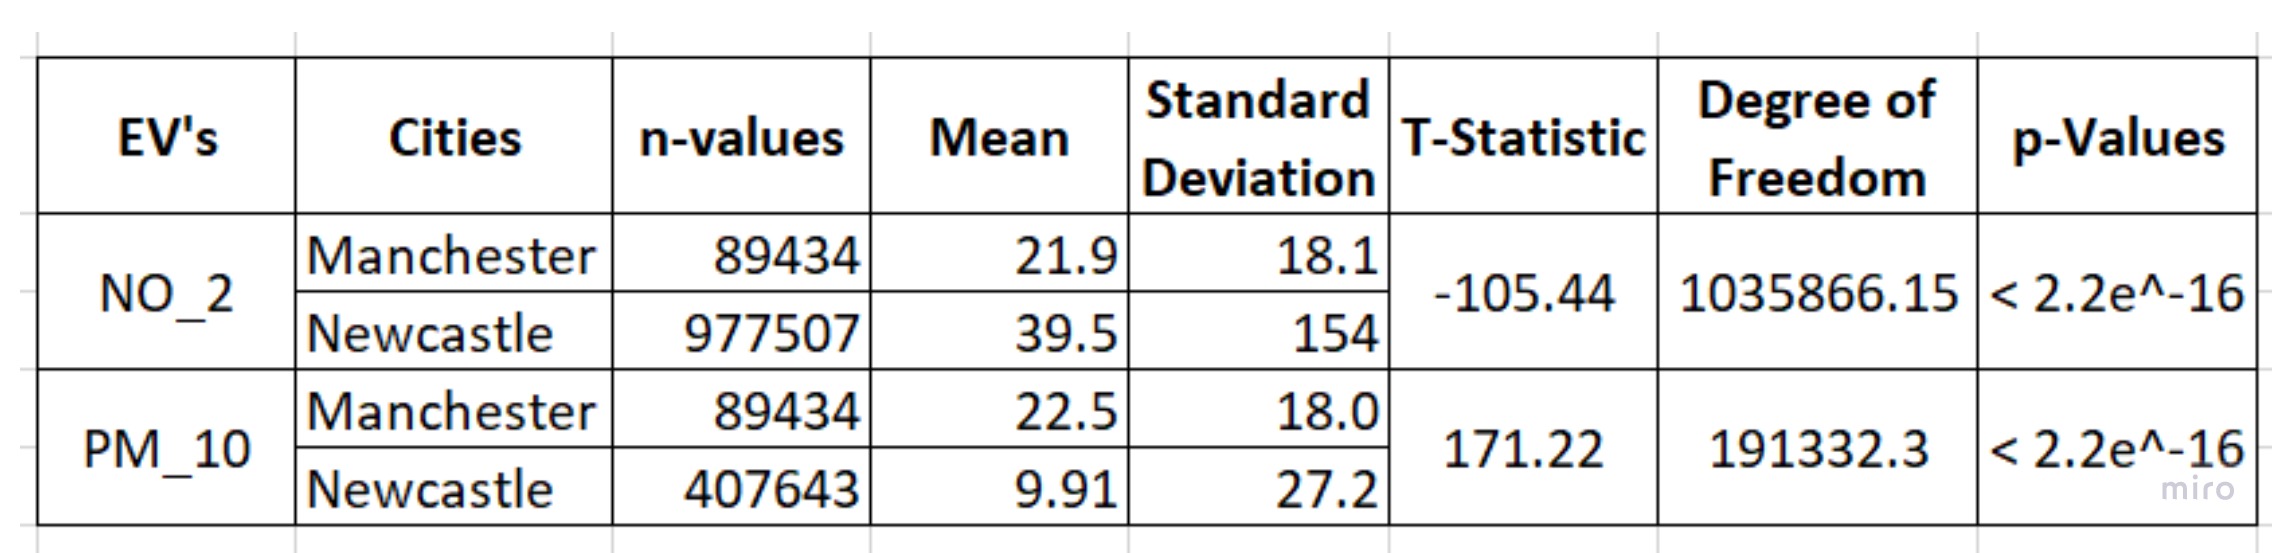 EV's Cities n-values Mean Standard Deviation T-Statistic Degree of Freedom p-Values
NO_2 Manchester 89434 21.9 18.1 -105.44 1035866.15 < 2.2e^-16
Newcastle 977507 39.5 154
PM_10 Manchester 89434 22.5 18.0 171.22 191332.3 < 2.2e^-16
Newcastle 407643 9.91 27.2
miro